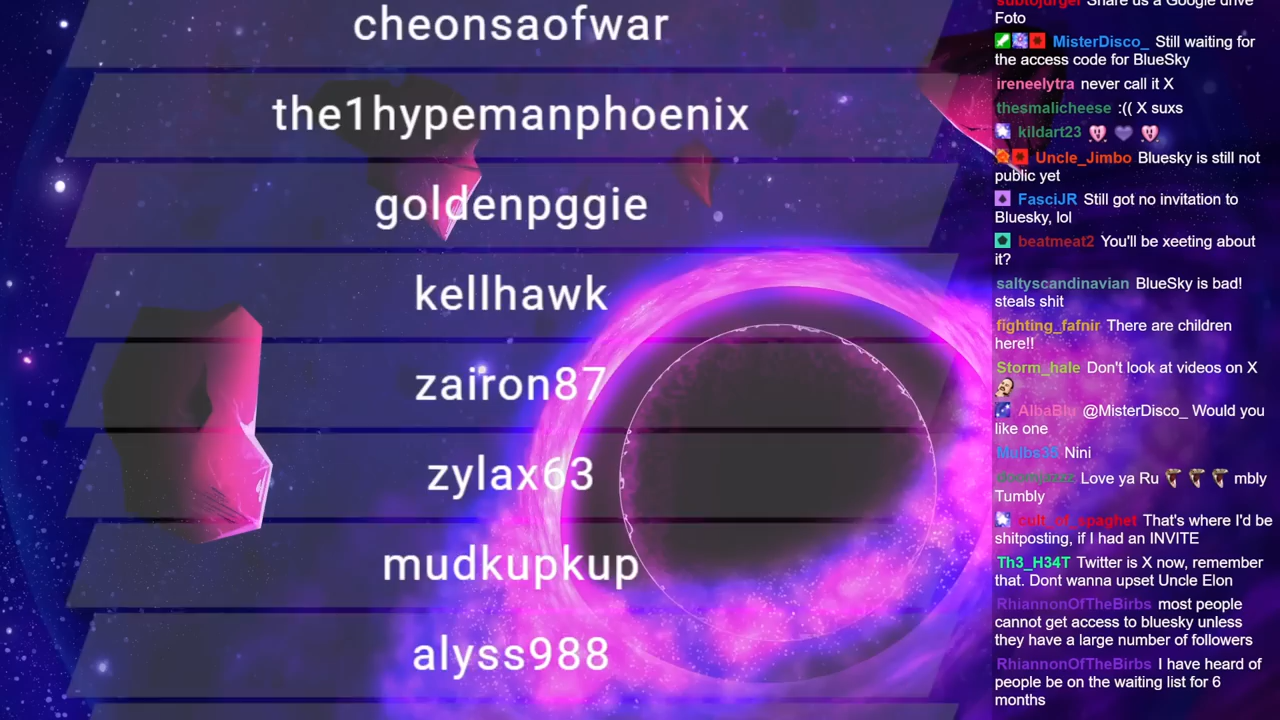 cheonsaofwar
the1hypemanphoenix
goldenpggie
kellhawk
zairon87
zylax63
mudkupkup
alyss988
subtojurger Share us a Google drive
Foto
MisterDisco_ Still waiting for
the access code for BlueSky
ireneelytra never call it X
thesmalicheese :(( X suxs
kildart23
Uncle_Jimbo Bluesky is still not
public yet
FasciJR Still got no invitation to
Bluesky, lol
beatmeat2 You'll be xeeting about
it?
saltyscandinavian BlueSky is bad!
steals shit
fighting_fafnir There are children
here!!
Storm_hale Don't look at videos on X
AlbaBlu @MisterDisco_ Would you
like one
Nini
Love ya Ru mbly
Tumbly
cult_of_spaghet That's where I'd be
shitposting, if I had an INVITE
Th3_H34T Twitter is X now, remember
that. Dont wanna upset Uncle Elon
RhiannonOfTheBirbs most people
cannot get access to bluesky unless
they have a large number of followers
RhiannonOfTheBirbs I have heard of
people be on the waiting list for 6
months